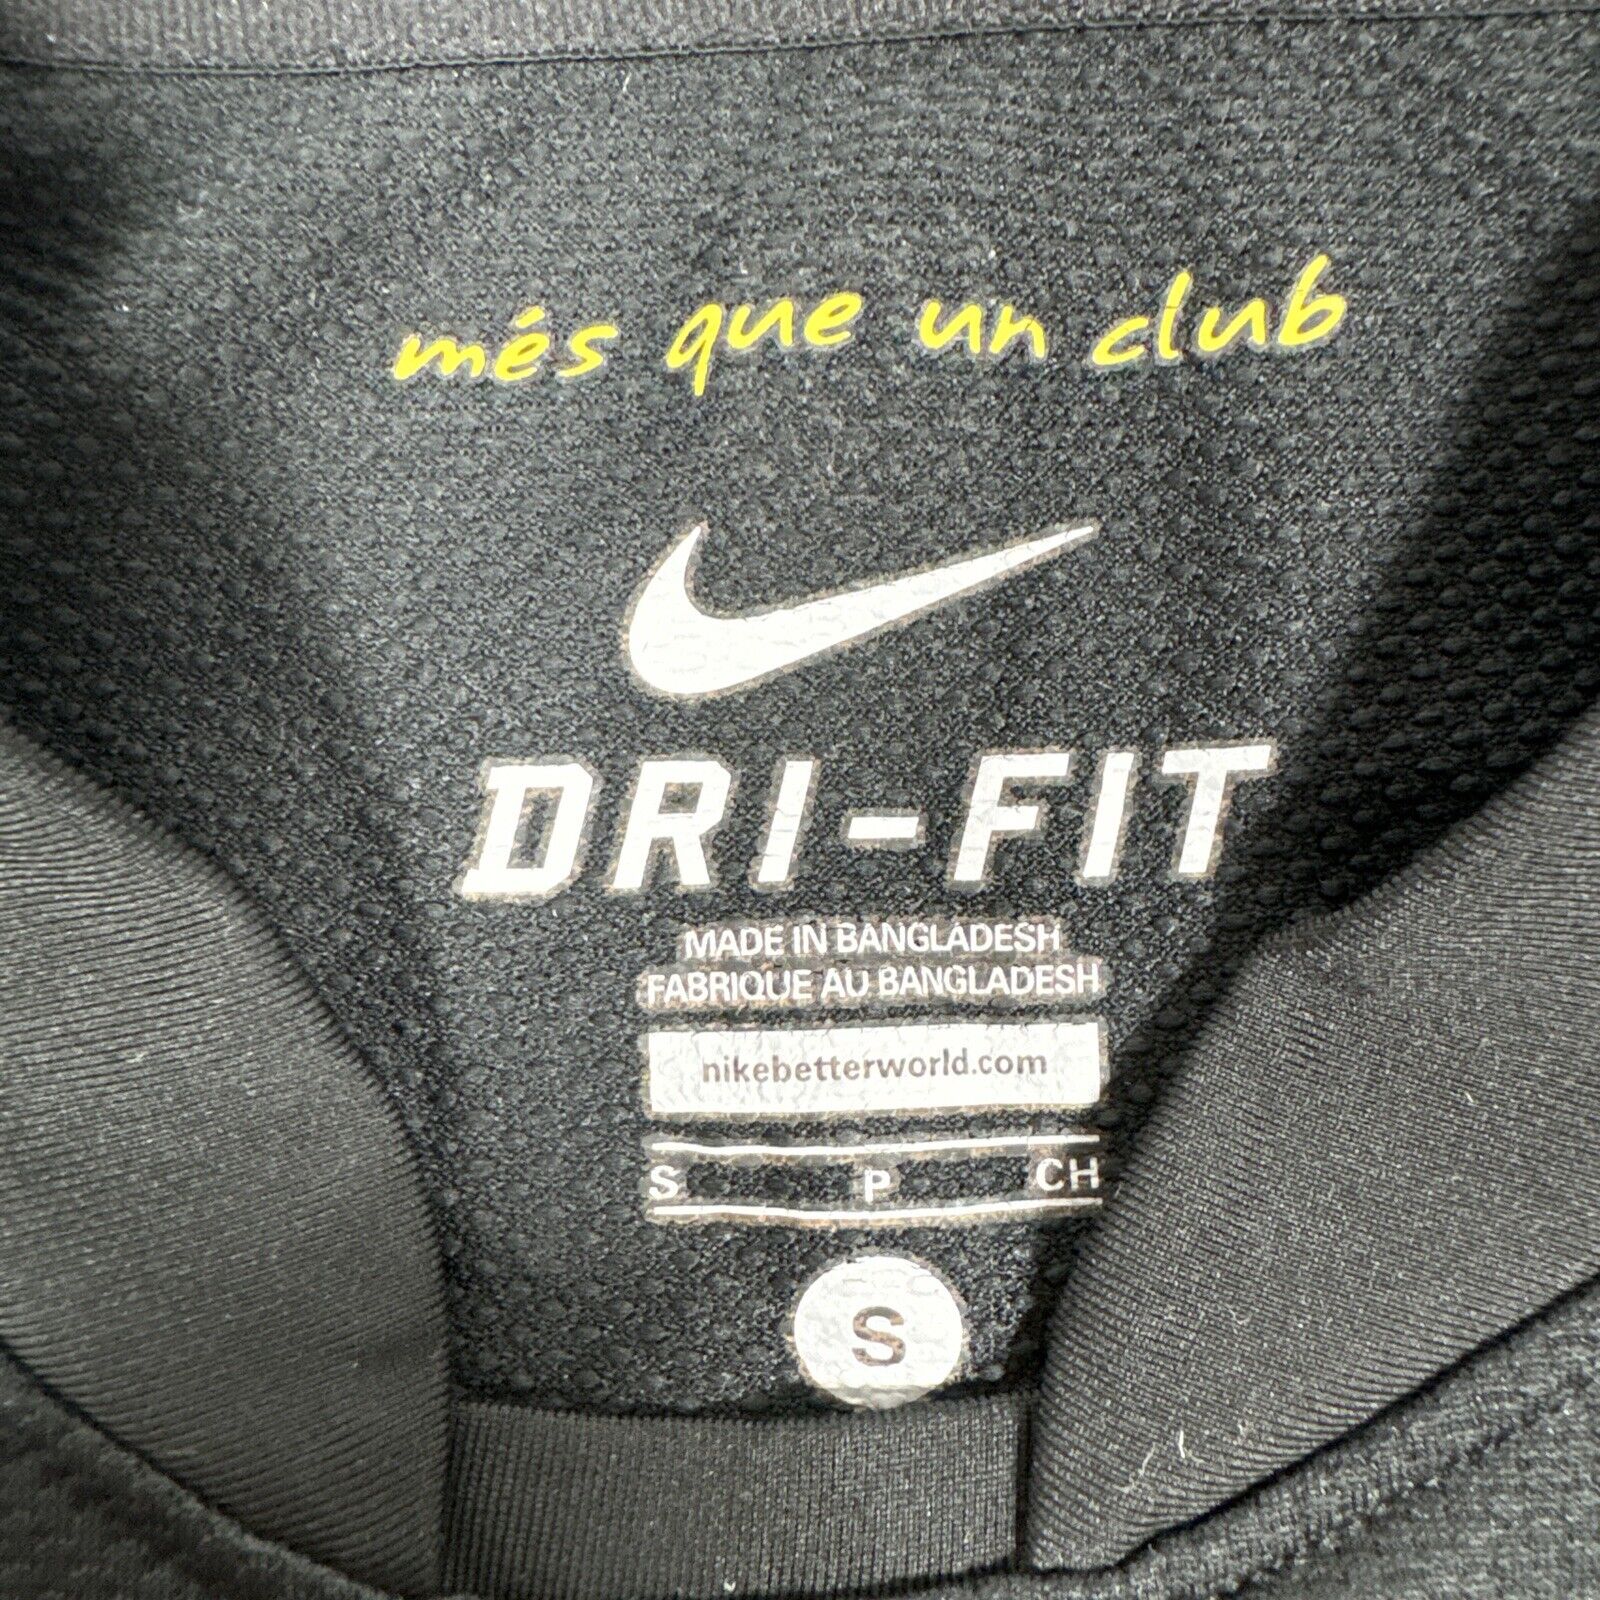 més que un club
DRI-FIT
MADE IN BANGLADESH
FABRIQUE AU BANGLADESH
nikebetterworld.com
S P CH
S